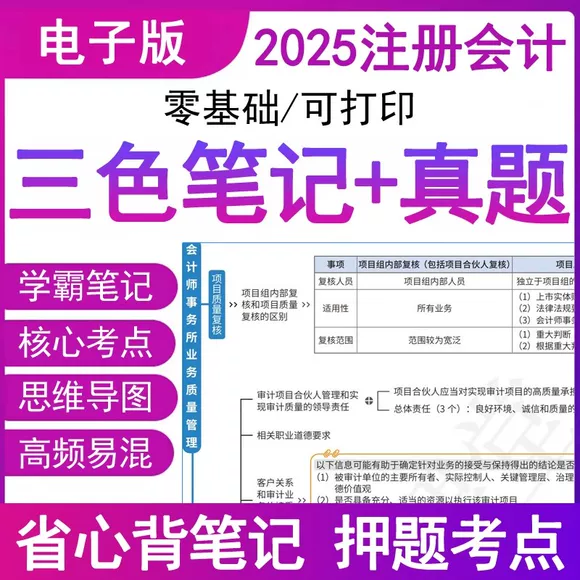 电子版
2025注册会计
零基础/可打印
三色笔记+真题
学霸笔记
核心考点
思维导图
高频易混
会计师事务所业务质量管理
项目质量复核
项目组内部复核和项目质量复核的区别
事项 项目组内部复核（包括项目合伙人复核）
复核人员 项目组内部人员 独立于项目组的
适用性 所有业务
（1）上市实体财
（2）法律法规
（3）会计师事
复核范围 范围较为宽泛
（1）重大判断
（2）根据重大
审计项目合伙人管理和实现审计质量的领导责任
项目合伙人应当对实现审计项目的高质量承担
总体责任（3个）：良好环境、诚信和质量的
相关职业道德要求
客户关系
和审计业
以下信息可能有助于确定针对业务的接受与保持得出的结论是否
（1）被审计单位的主要所有者、实际控制人、关键管理层、治理
德价值观
（2）是否具备充分、适当的资源以执行该审计项目
省心背笔记 押题考点